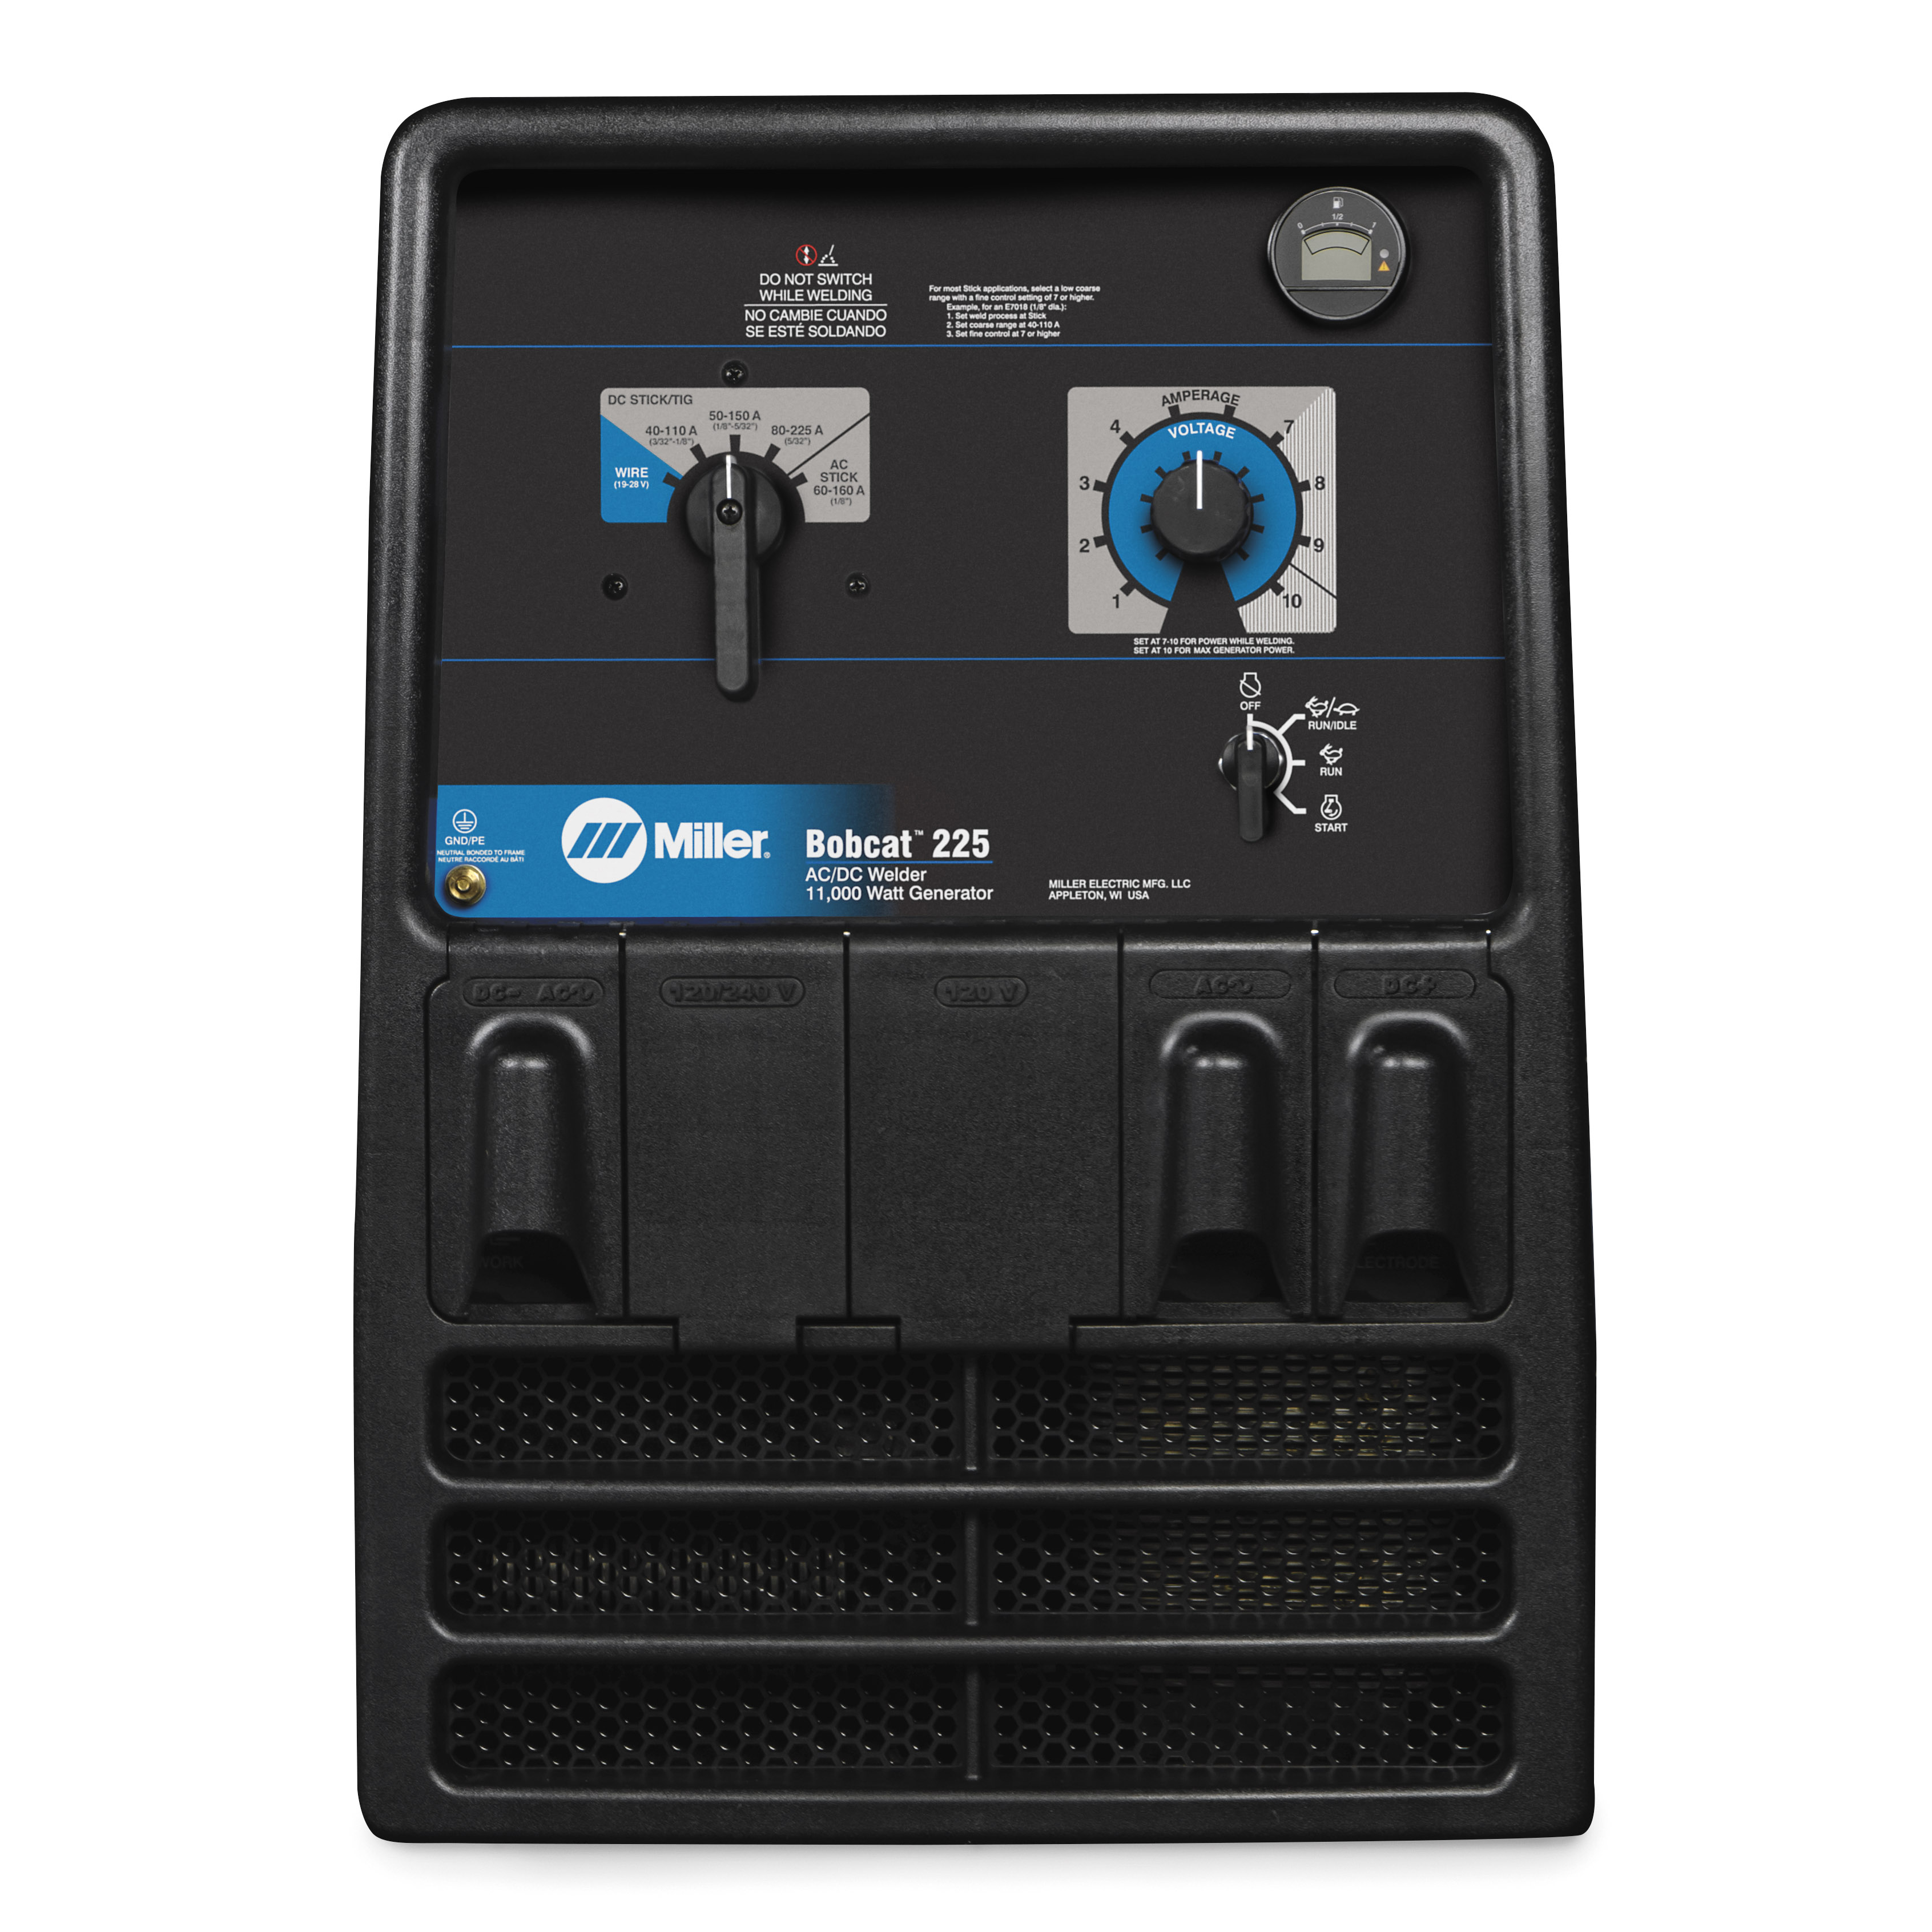 1/2
DO NOT SWITCH
WHILE WELDING
NO CAMBIE CUANDO
SE ESTÉ SOLDANDO
For most Stick applications, select a low coarse
range with a fine control setting of 7 or higher.
Example, for an E7018 (1/8" dia.):
1. Set weld process at Stick
2. Set coarse range at 40-110 A
3. Set fine control at 7 or higher
DC STICK/TIG
WIRE
(19-28 V)
40-110 A
(3/32"-1/8")
50-150 A
(1/8"-5/32")
80-225 A
(5/32")
AC
STICK
60-160 A
(1/8")
AMPERAGE
VOLTAGE
1
2
3
4
7
8
9
10
SET AT 7-10 FOR POWER WHILE WELDING.
SET AT 10 FOR MAX GENERATOR POWER.
OFF
RUN/IDLE
RUN
START
GND/PE
NEUTRAL BONDED TO FRAME
NEUTRE RACCORDÉ AU BÂTI
Miller®
Bobcat™ 225
AC/DC Welder
11,000 Watt Generator
MILLER ELECTRIC MFG. LLC
APPLETON, WI USA
DC- AC~
120/240 V
120 V
AC~
DC+
WORK